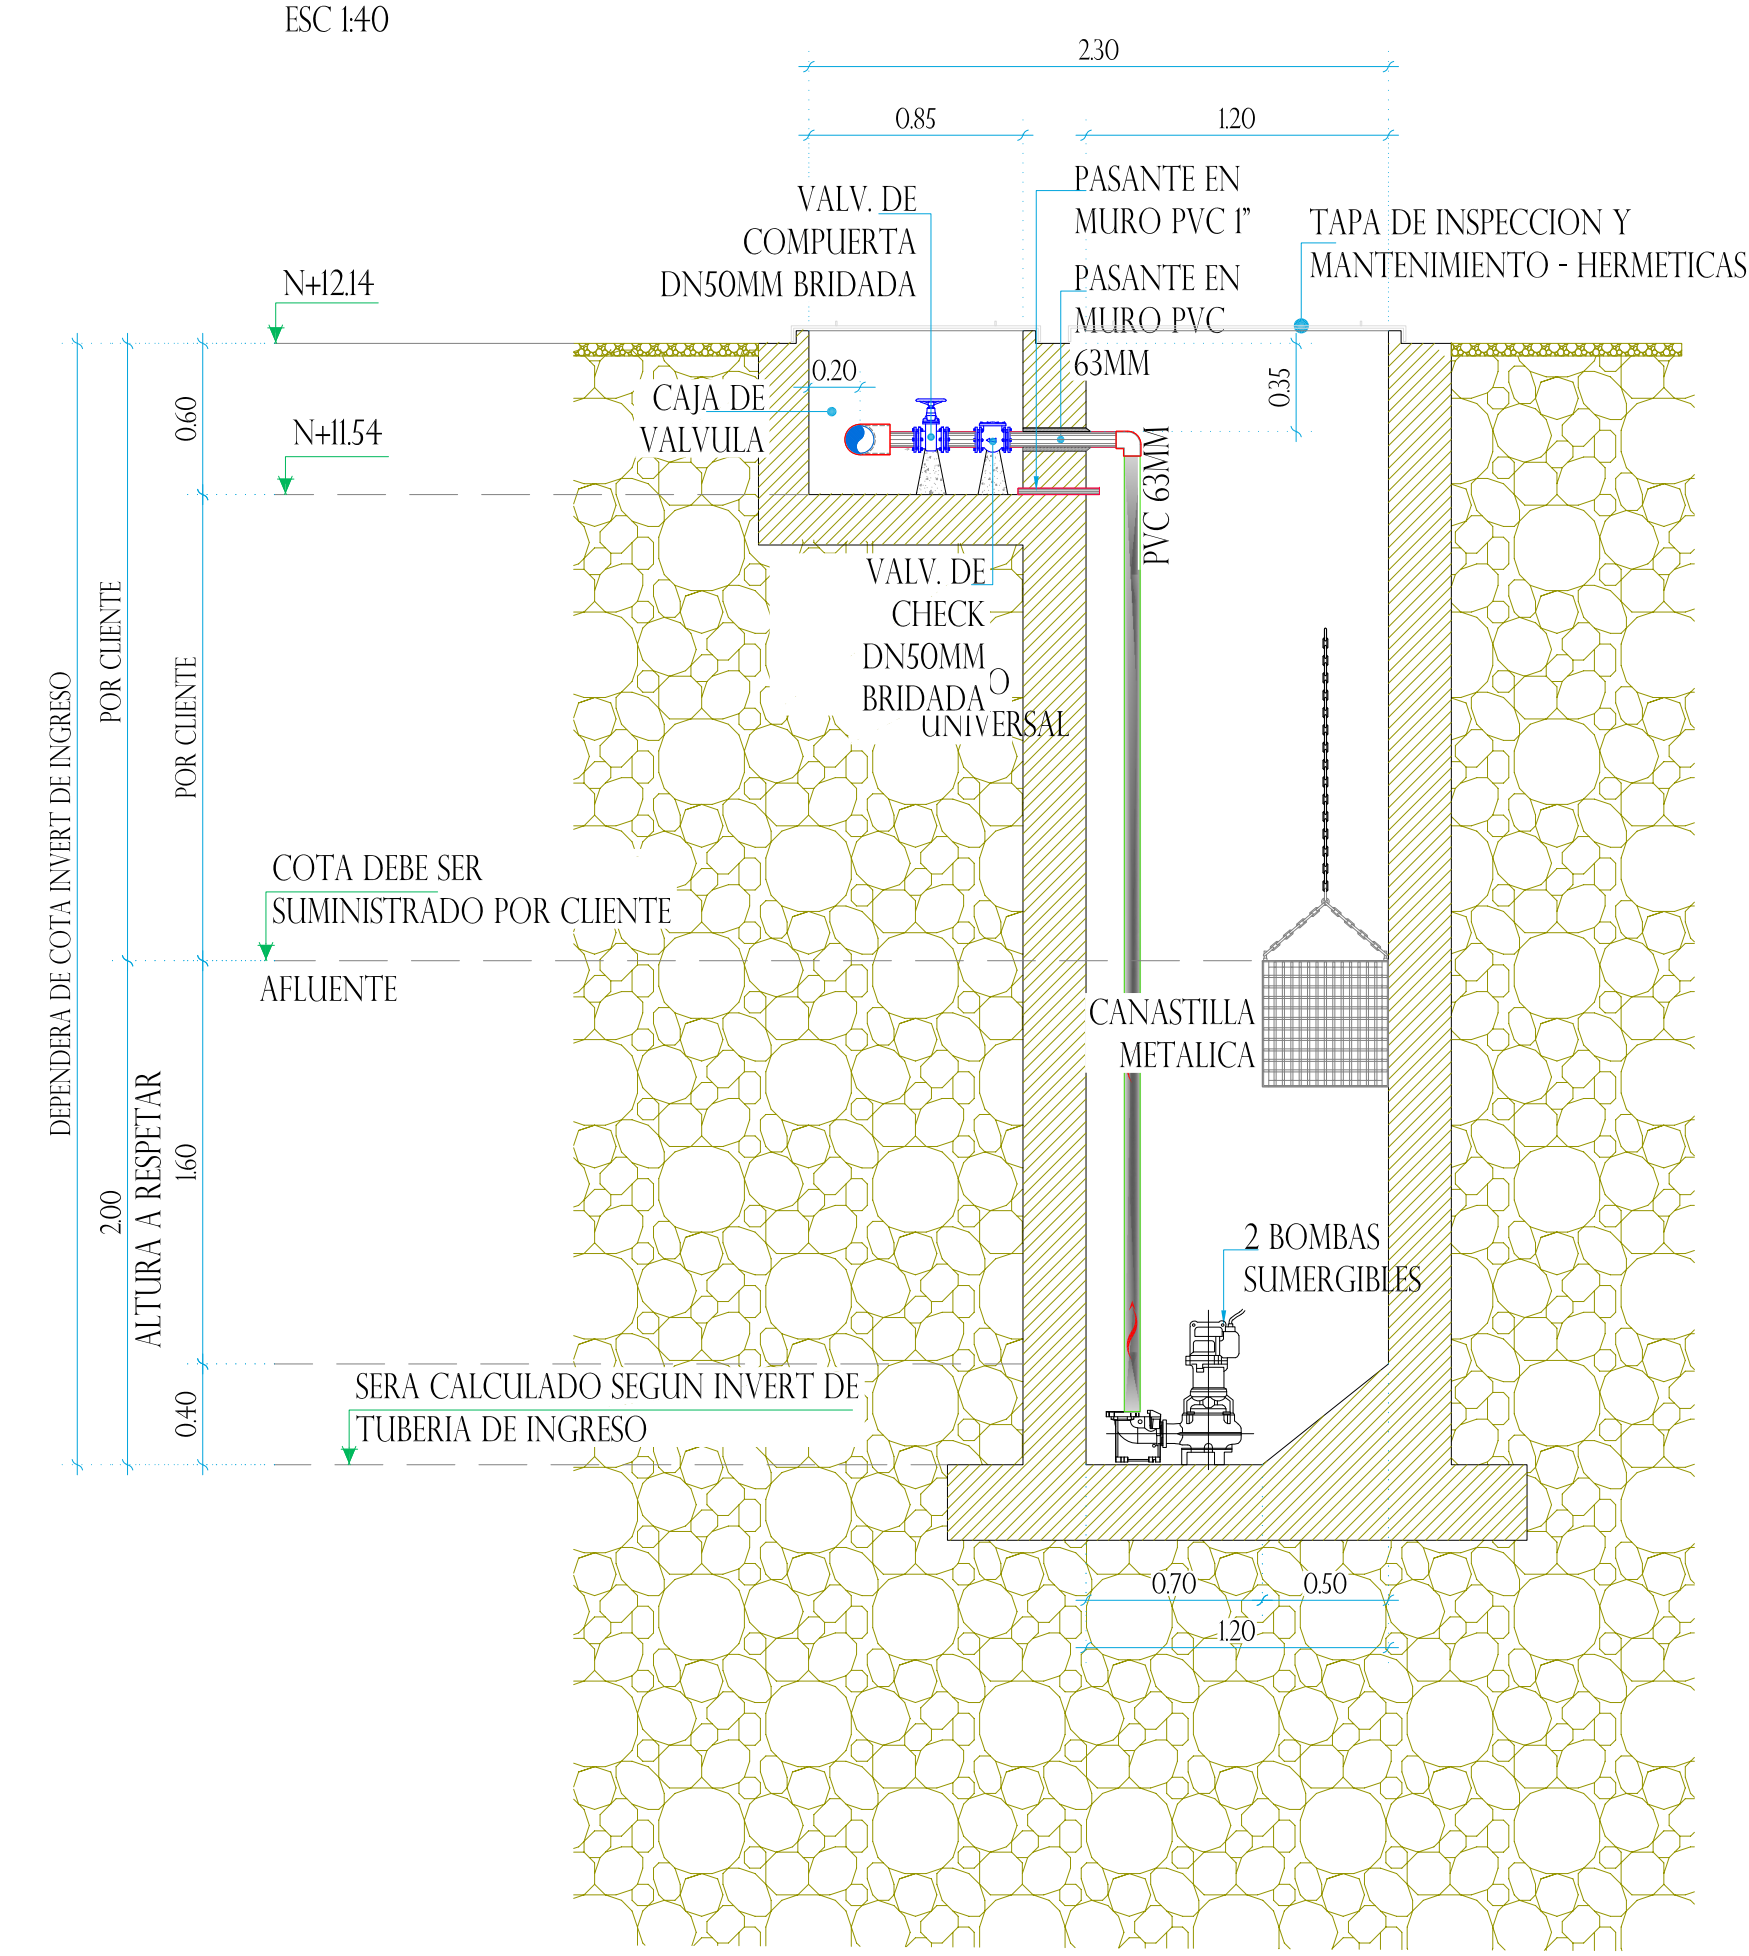 ESC 1:40
2.30
0.85
1.20
VALV. DE
COMPUERTA
DN50MM BRIDADA
PASANTE EN
MURO PVC 1"
PASANTE EN
MURO PVC
63MM
TAPA DE INSPECCION Y
MANTENIMIENTO - HERMETICAS
N+12.14
N+11.54
0.60
0.20
0.35
CAJA DE
VALVULA
PVC 63MM
VALV. DE
CHECK
DN50MM
BRIDADA
O
UNIVERSAL
POR CLIENTE
POR CLIENTE
DEPENDERA DE COTA INVERT DE INGRESO
COTA DEBE SER
SUMINISTRADO POR CLIENTE
AFLUENTE
CANASTILLA
METALICA
2.00
ALTURA A RESPETAR
1.60
2 BOMBAS
SUMERGIBLES
0.40
SERA CALCULADO SEGUN INVERT DE
TUBERIA DE INGRESO
0.70
0.50
1.20